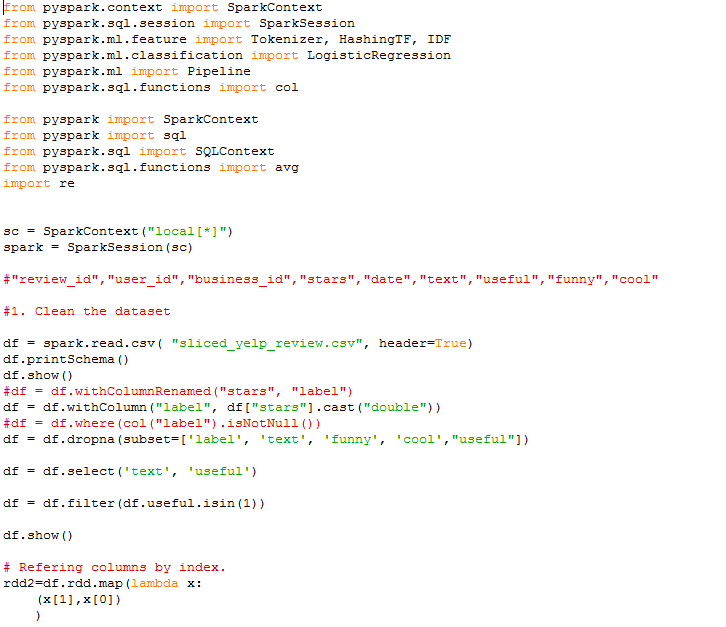 from pyspark.context import SparkContext
from pyspark.sql.session import SparkSession
from pyspark.ml.feature import Tokenizer, HashingTF, IDF
from pyspark.ml.classification import LogisticRegression
from pyspark.ml import Pipeline
from pyspark.sql.functions import col

from pyspark import SparkContext
from pyspark import sql
from pyspark.sql import SQLContext
from pyspark.sql.functions import avg
import re


sc = SparkContext("local[*]")
spark = SparkSession(sc)

#"review_id","user_id","business_id","stars","date","text","useful","funny","cool"

#1. Clean the dataset

df = spark.read.csv( "sliced_yelp_review.csv", header=True)
df.printSchema()
df.show()
#df = df.withColumnRenamed("stars", "label")
df = df.withColumn("label", df["stars"].cast("double"))
#df = df.where(col("label").isNotNull())
df = df.dropna(subset=['label', 'text', 'funny', 'cool',"useful"])

df = df.select('text', 'useful')

df = df.filter(df.useful.isin(1))

df.show()

# Refering columns by index.
rdd2=df.rdd.map(lambda x:
    (x[1],x[0])
    )